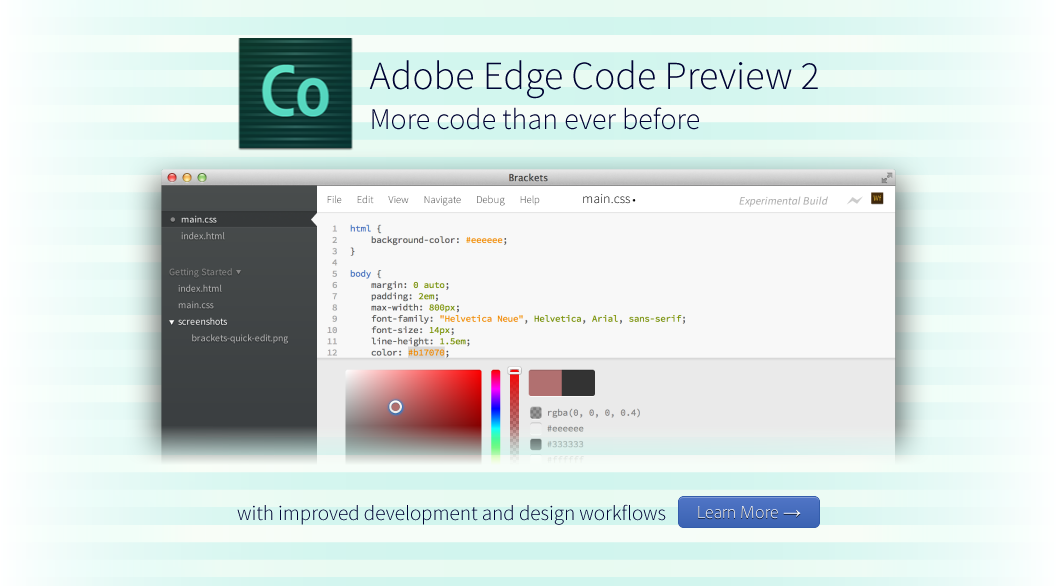 Co
Adobe Edge Code Preview 2
More code than ever before
Brackets
File Edit View Navigate Debug Help main.css• Experimental Build
main.css
index.html
Getting Started ▾
index.html
main.css
▾ screenshots
brackets-quick-edit.png
1 html {
2 background-color: #eeeeee;
3 }
4
5 body {
6 margin: 0 auto;
7 padding: 2em;
8 max-width: 800px;
9 font-family: "Helvetica Neue", Helvetica, Arial, sans-serif;
10 font-size: 14px;
11 line-height: 1.5em;
12 color: #b17070;
rgba(0, 0, 0, 0.4)
#eeeeee
#333333
with improved development and design workflows
Learn More →